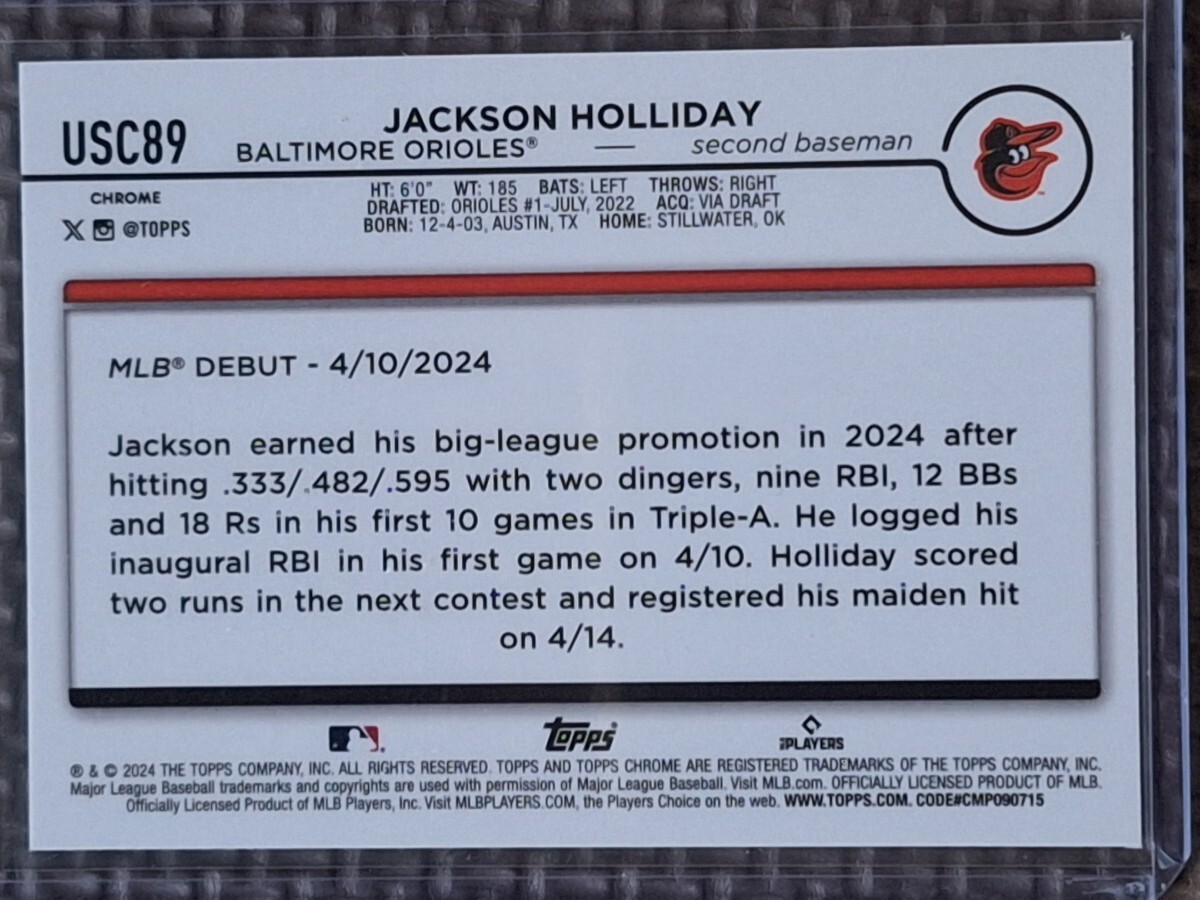 USC89
JACKSON HOLLIDAY
BALTIMORE ORIOLES® — second baseman
CHROME
@TOPPS
HT: 6'0" WT: 185 BATS: LEFT THROWS: RIGHT
DRAFTED: ORIOLES #1-JULY, 2022 ACQ: VIA DRAFT
BORN: 12-4-03, AUSTIN, TX HOME: STILLWATER, OK
MLB® DEBUT - 4/10/2024
Jackson earned his big-league promotion in 2024 after
hitting .333/.482/.595 with two dingers, nine RBI, 12 BBs
and 18 Rs in his first 10 games in Triple-A. He logged his
inaugural RBI in his first game on 4/10. Holliday scored
two runs in the next contest and registered his maiden hit
on 4/14.
topps
MLBPLAYERS
® & © 2024 THE TOPPS COMPANY, INC. ALL RIGHTS RESERVED. TOPPS AND TOPPS CHROME ARE REGISTERED TRADEMARKS OF THE TOPPS COMPANY, INC.
Major League Baseball trademarks and copyrights are used with permission of Major League Baseball. Visit MLB.com. OFFICIALLY LICENSED PRODUCT OF MLB.
Officially Licensed Product of MLB Players, Inc. Visit MLBPLAYERS.COM, the Players Choice on the web. WWW.TOPPS.COM. CODE#CMP090715